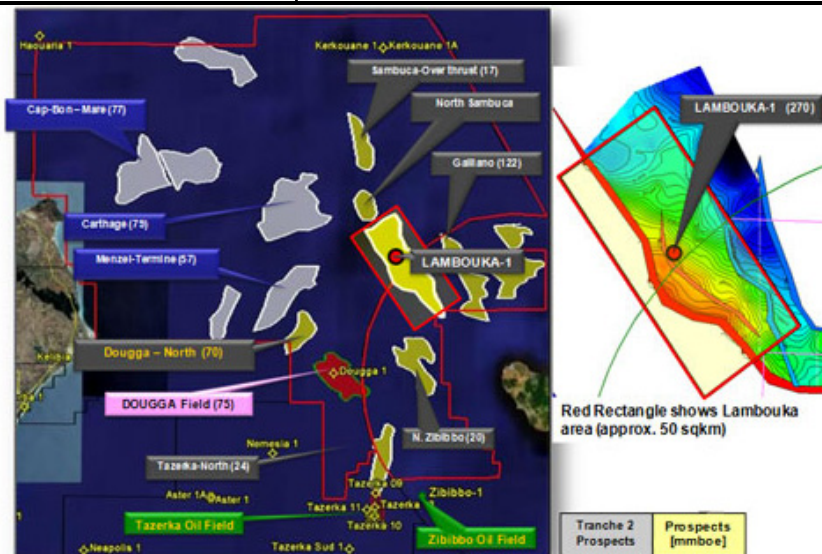 Haouaria 1
Kerkouane 1
Kerkouane 1A
Sambuca-Over thrust (17)
North Sambuca
LAMBOUKA-1 (270)
Cap-Bon – Mare (77)
Galliano (122)
Carthage (75)
Menzel-Termine (57)
LAMBOUKA-1
Kelibia
Dougga – North (70)
Dougga 1
DOUGGA Field (75)
Red Rectangle shows Lambouka
area (approx. 50 sqkm)
N. Zibibbo (20)
Nemesia 1
Tazerka-North (24)
Tazerka 09
Aster 1A
Aster 1
Zibibbo-1
Tazerka 11
Tazerka
Tazerka Oil Field
Tazerka 10
Zibibbo Oil Field
Neapolis 1
Tazerka Sud 1
Tranche 2
Prospects
Prospects
[mmboe]